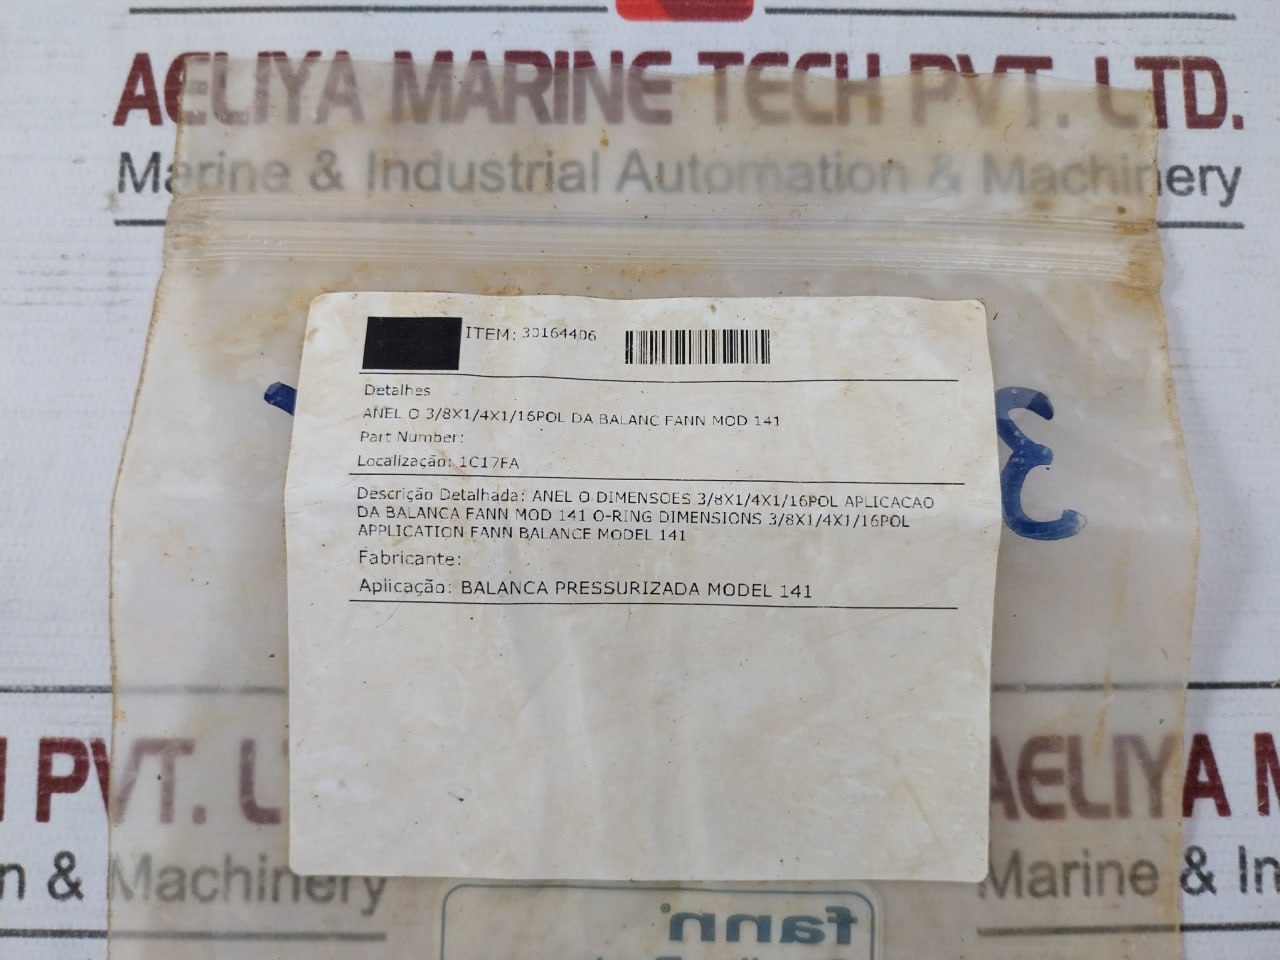 AELIYA MARINE TECH PVT. LTD.
Marine & Industrial Automation & Machinery
ITEM: 30164406
Detalhes
ANEL O 3/8X1/4X1/16POL DA BALANC FANN MOD 141
Part Number:
Localização: 1C17FA
Descrição Detalhada: ANEL O DIMENSOES 3/8X1/4X1/16POL APLICACAO
DA BALANCA FANN MOD 141 O-RING DIMENSIONS 3/8X1/4X1/16POL
APPLICATION FANN BALANCE MODEL 141
Fabricante:
Aplicação: BALANCA PRESSURIZADA MODEL 141
PVT. L
AELIYA M
n & Machinery
Marine & In
fann®